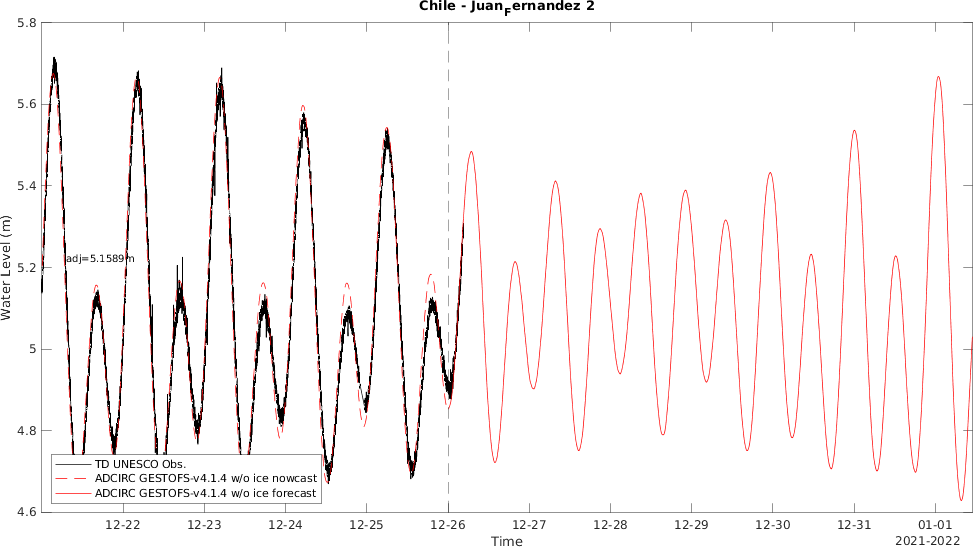 Chile - Juan_Fernandez 2
5.8
5.6
5.4
5.2
5
4.8
4.6
Water Level (m)
adj=5.1589 m
TD UNESCO Obs.
ADCIRC GESTOFS-v4.1.4 w/o ice nowcast
ADCIRC GESTOFS-v4.1.4 w/o ice forecast
12-22 12-23 12-24 12-25 12-26 12-27 12-28 12-29 12-30 12-31 01-01
Time
2021-2022